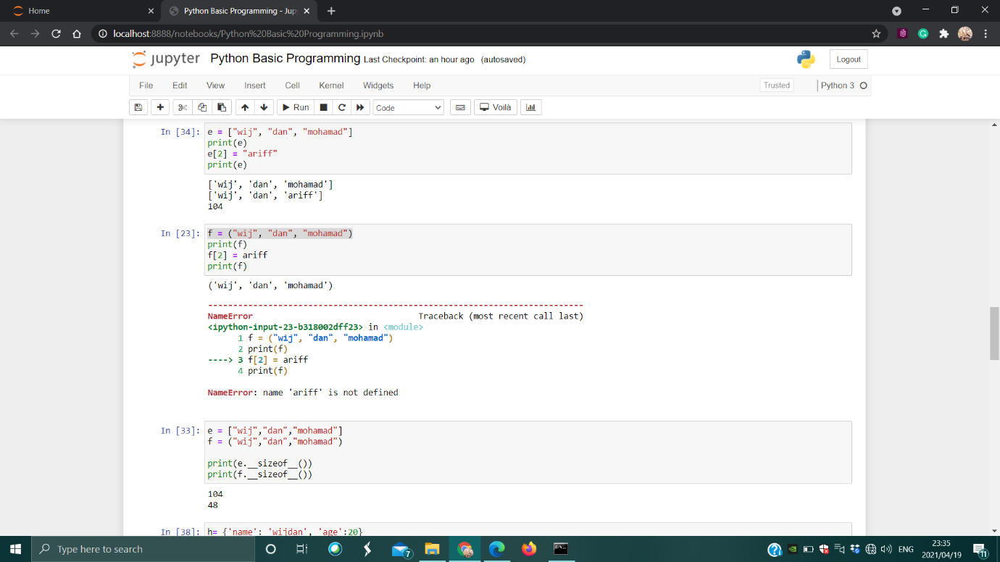 Home
Python Basic Programming - Jup
localhost:8888/notebooks/Python%20Basic%20Programming.ipynb
jupyter Python Basic Programming Last Checkpoint: an hour ago (autosaved)
Logout
File Edit View Insert Cell Kernel Widgets Help
Trusted Python 3
Run Code Voilà
In [34]: e = ["wij", "dan", "mohamad"]
print(e)
e[2] = "ariff"
print(e)
['wij', 'dan', 'mohamad']
['wij', 'dan', 'ariff']
104
In [23]: f = ("wij", "dan", "mohamad")
print(f)
f[2] = ariff
print(f)
('wij', 'dan', 'mohamad')
---------------------------------------------------------------------------
NameError Traceback (most recent call last)
<ipython-input-23-b318002dff23> in <module>
1 f = ("wij", "dan", "mohamad")
2 print(f)
----> 3 f[2] = ariff
4 print(f)
NameError: name 'ariff' is not defined
In [33]: e = ["wij","dan","mohamad"]
f = ("wij","dan","mohamad")
print(e.__sizeof__())
print(f.__sizeof__())
104
48
In [38]: h= {'name': 'wijdan', 'age':20}
Type here to search
7
ENG
23:35
2021/04/19
11